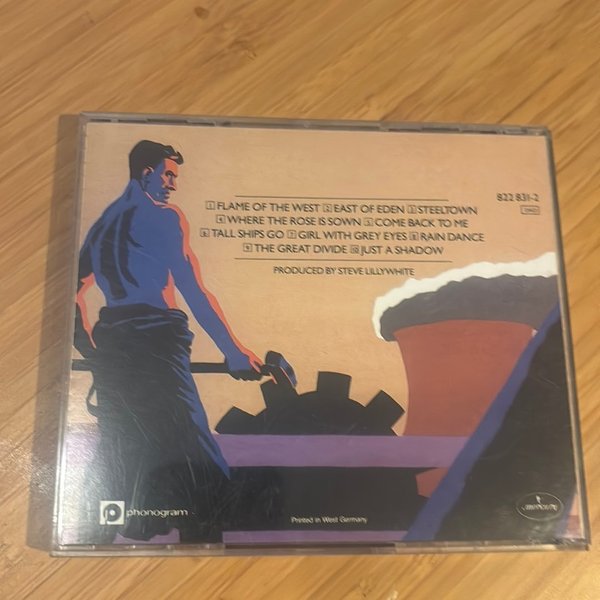 822 831-2
1 FLAME OF THE WEST 2 EAST OF EDEN 3 STEELTOWN
4 WHERE THE ROSE IS SOWN 5 COME BACK TO ME
6 TALL SHIPS GO 7 GIRL WITH GREY EYES 8 RAIN DANCE
9 THE GREAT DIVIDE 10 JUST A SHADOW
PRODUCED BY STEVE LILLYWHITE
phonogram
Printed in West Germany
mercury